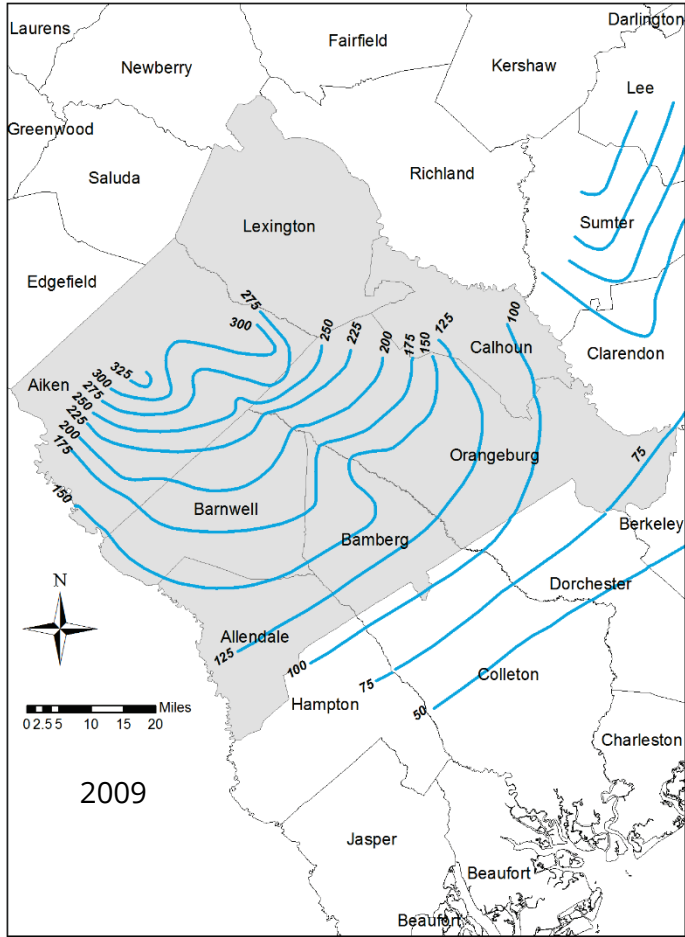 Darlington
Laurens
Fairfield
Newberry
Kershaw
Lee
Greenwood
Saluda
Richland
Sumter
Lexington
Edgefield
275
300
250
225
200
175
150
125
100
Calhoun
Clarendon
325
300
275
250
225
200
175
150
Aiken
Orangeburg
75
Barnwell
Bamberg
Berkeley
N
Dorchester
Allendale
125
100
75
50
Colleton
Hampton
Miles
0 2.5 5 10 15 20
Charleston
2009
Jasper
Beaufort
Beaufort